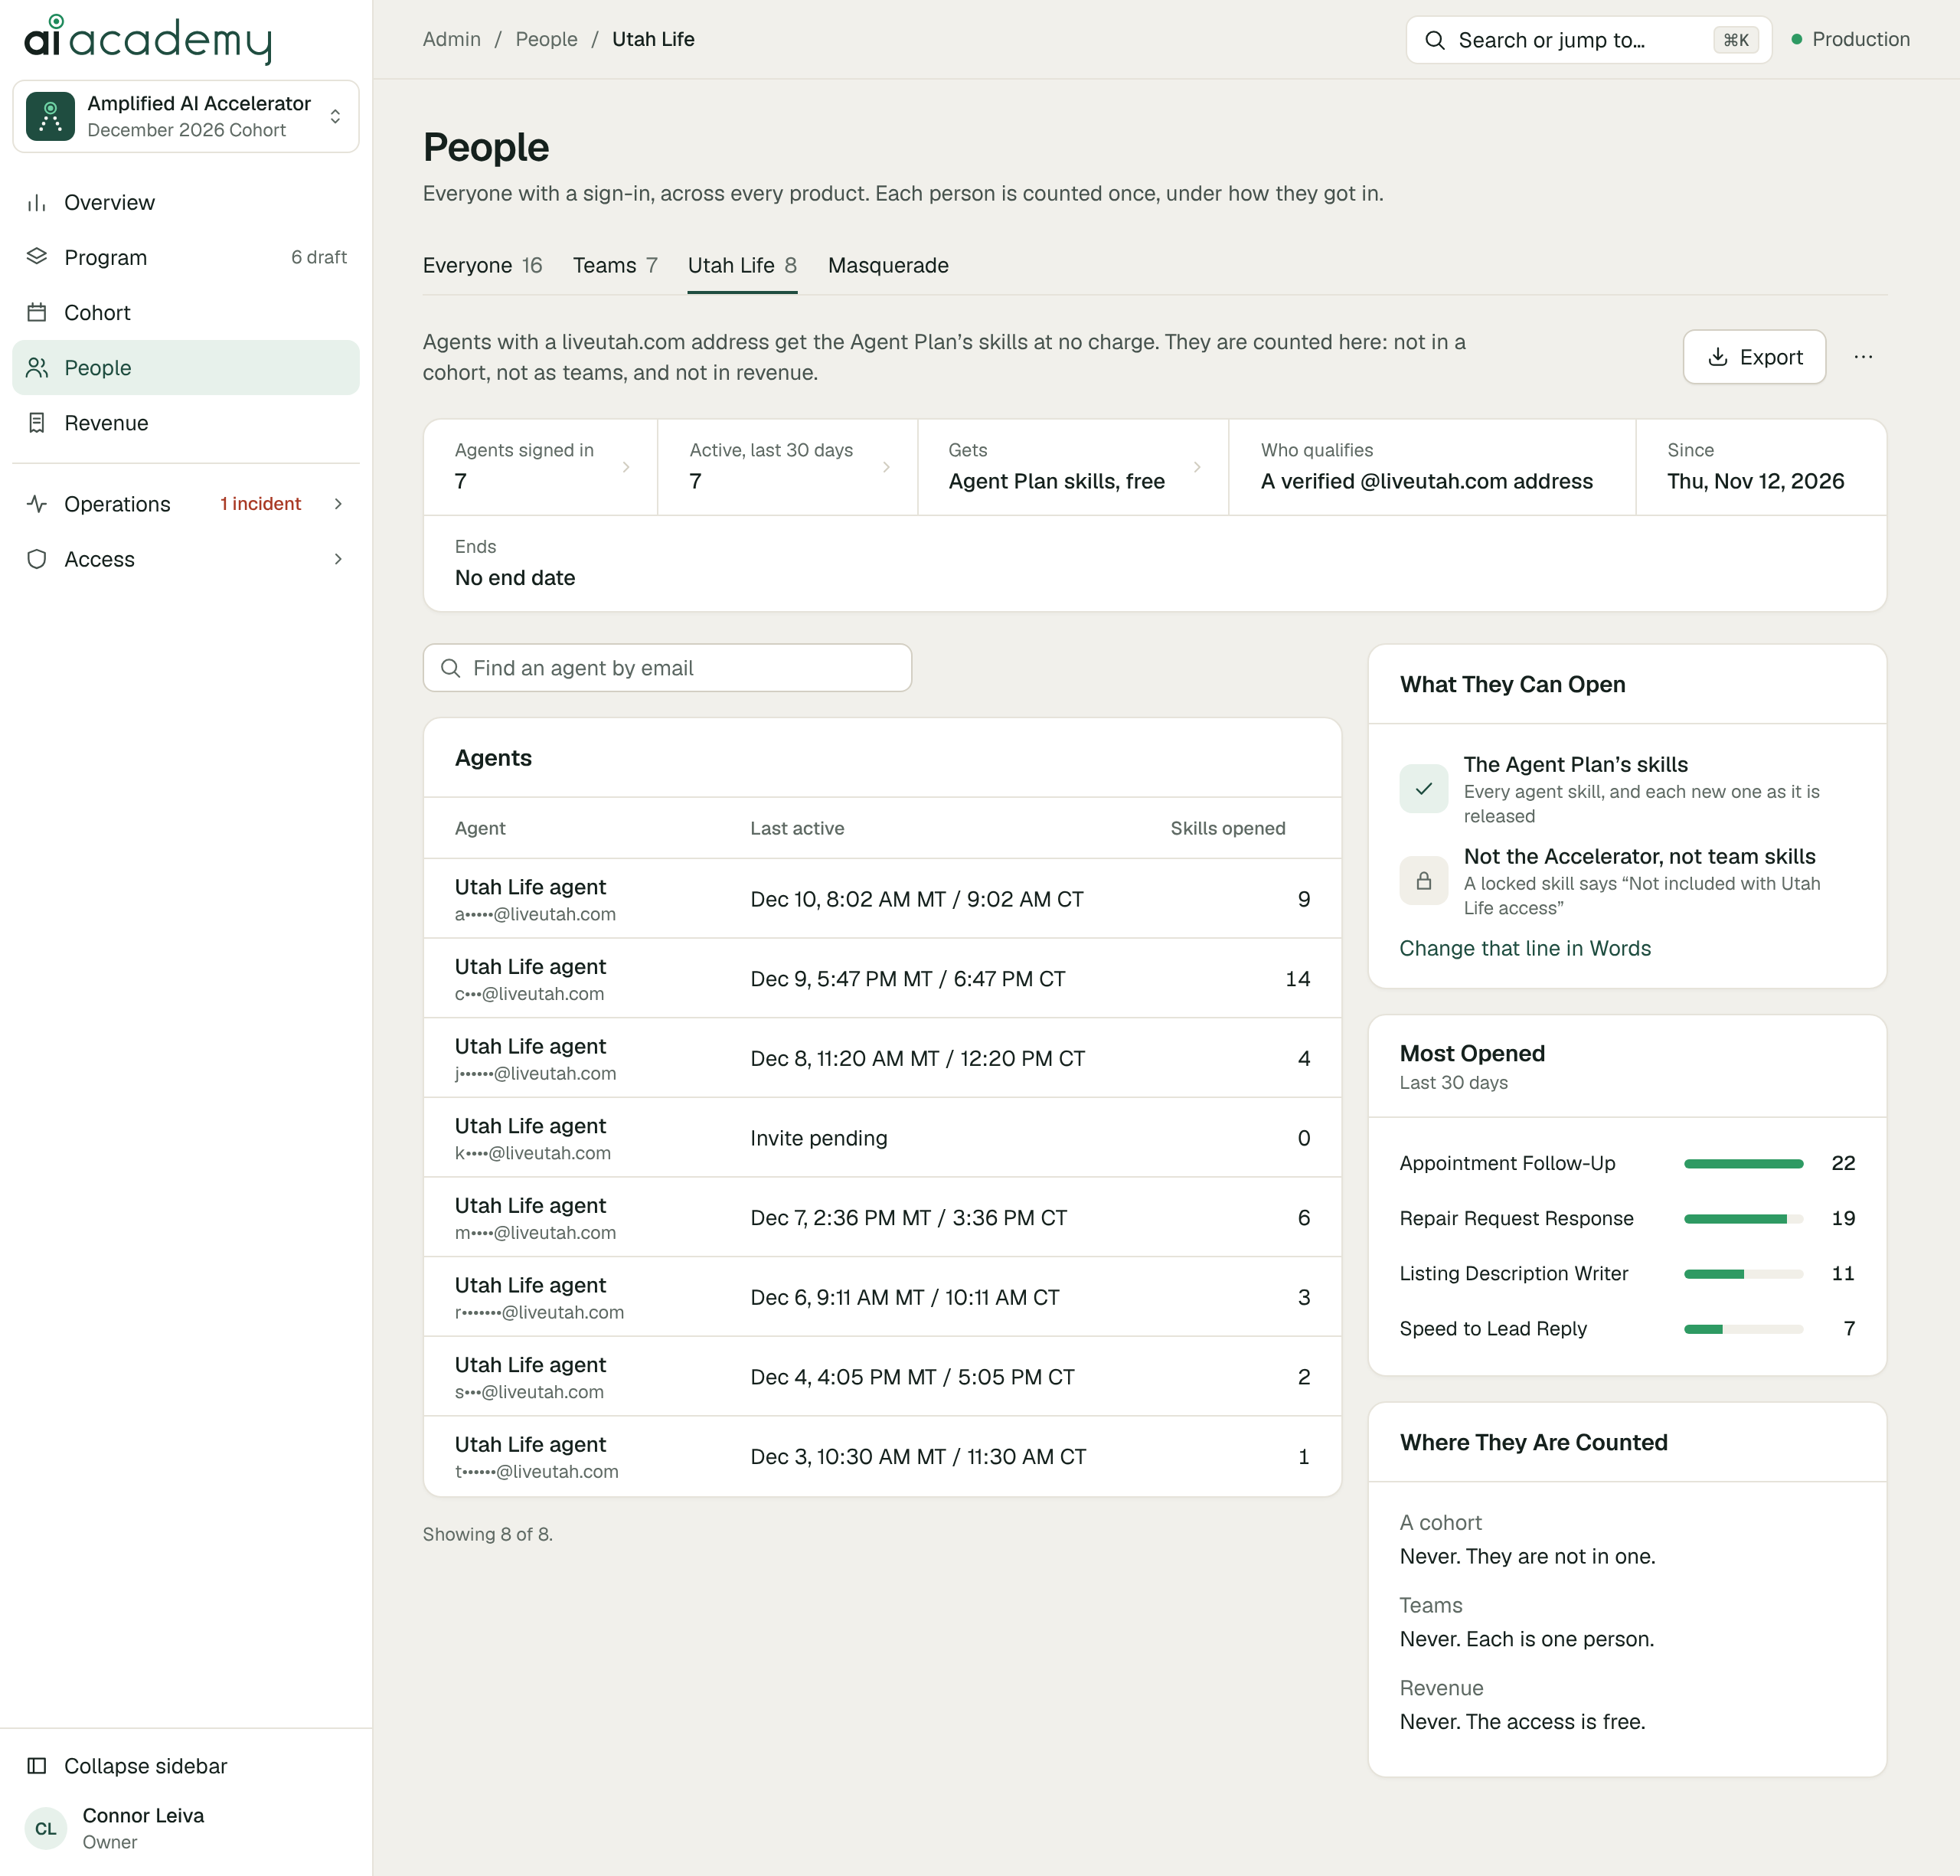 ai academy
Amplified AI Accelerator
December 2026 Cohort
Overview
Program 6 draft
Cohort
People
Revenue
Operations 1 incident
Access
Collapse sidebar
CL
Connor Leiva
Owner
Admin / People / Utah Life
Search or jump to... ⌘K
Production
People
Everyone with a sign-in, across every product. Each person is counted once, under how they got in.
Everyone 16 Teams 7 Utah Life 8 Masquerade
Agents with a liveutah.com address get the Agent Plan’s skills at no charge. They are counted here: not in a
cohort, not as teams, and not in revenue.
Export
Agents signed in
7
Active, last 30 days
7
Gets
Agent Plan skills, free
Who qualifies
A verified @liveutah.com address
Since
Thu, Nov 12, 2026
Ends
No end date
Find an agent by email
Agents
Agent Last active Skills opened
Utah Life agent
a•••••@liveutah.com
Dec 10, 8:02 AM MT / 9:02 AM CT 9
Utah Life agent
c•••@liveutah.com
Dec 9, 5:47 PM MT / 6:47 PM CT 14
Utah Life agent
j••••••@liveutah.com
Dec 8, 11:20 AM MT / 12:20 PM CT 4
Utah Life agent
k••••@liveutah.com
Invite pending 0
Utah Life agent
m••••@liveutah.com
Dec 7, 2:36 PM MT / 3:36 PM CT 6
Utah Life agent
r•••••••@liveutah.com
Dec 6, 9:11 AM MT / 10:11 AM CT 3
Utah Life agent
s•••@liveutah.com
Dec 4, 4:05 PM MT / 5:05 PM CT 2
Utah Life agent
t••••••@liveutah.com
Dec 3, 10:30 AM MT / 11:30 AM CT 1
Showing 8 of 8.
What They Can Open
The Agent Plan’s skills
Every agent skill, and each new one as it is
released
Not the Accelerator, not team skills
A locked skill says “Not included with Utah
Life access”
Change that line in Words
Most Opened
Last 30 days
Appointment Follow-Up 22
Repair Request Response 19
Listing Description Writer 11
Speed to Lead Reply 7
Where They Are Counted
A cohort
Never. They are not in one.
Teams
Never. Each is one person.
Revenue
Never. The access is free.